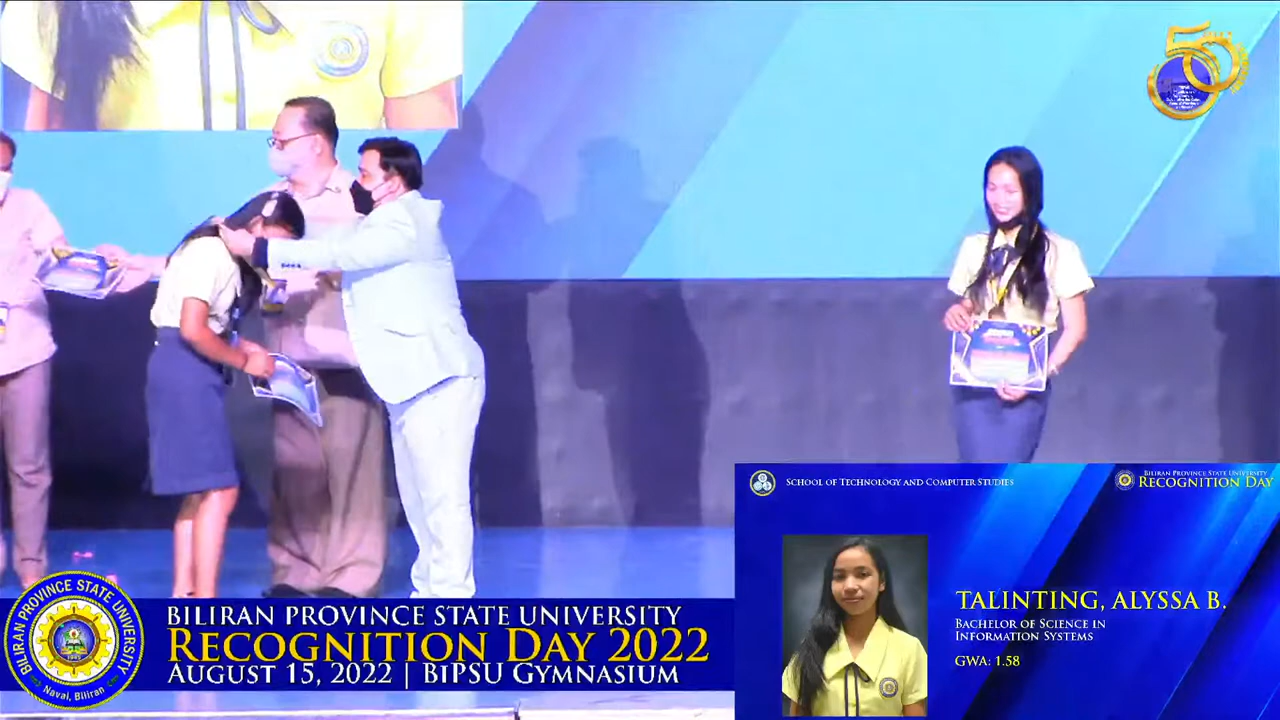 50
SCHOOL OF TECHNOLOGY AND COMPUTER STUDIES
BILIRAN PROVINCE STATE UNIVERSITY
RECOGNITION DAY
TALINTING, ALYSSA B.
BACHELOR OF SCIENCE IN
INFORMATION SYSTEMS
GWA: 1.58
BILIRAN PROVINCE STATE UNIVERSITY
Naval, Biliran
BILIRAN PROVINCE STATE UNIVERSITY
RECOGNITION DAY 2022
AUGUST 15, 2022 | BIPSU GYMNASIUM